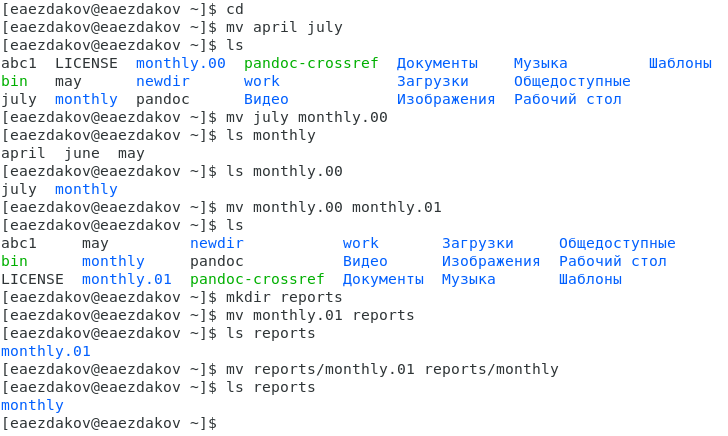 [eaezdakov@eaezdakov ~]$ cd
[eaezdakov@eaezdakov ~]$ mv april july
[eaezdakov@eaezdakov ~]$ ls
abc1  LICENSE  monthly.00  pandoc-crossref  Документы    Музыка         Шаблоны
bin   may      newdir      work             Загрузки     Общедоступные
july  monthly  pandoc      Видео            Изображения  Рабочий стол
[eaezdakov@eaezdakov ~]$ mv july monthly.00
[eaezdakov@eaezdakov ~]$ ls monthly
april  june  may
[eaezdakov@eaezdakov ~]$ ls monthly.00
july  monthly
[eaezdakov@eaezdakov ~]$ mv monthly.00 monthly.01
[eaezdakov@eaezdakov ~]$ ls
abc1     may         newdir           work       Загрузки     Общедоступные
bin      monthly     pandoc           Видео      Изображения  Рабочий стол
LICENSE  monthly.01  pandoc-crossref  Документы  Музыка       Шаблоны
[eaezdakov@eaezdakov ~]$ mkdir reports
[eaezdakov@eaezdakov ~]$ mv monthly.01 reports
[eaezdakov@eaezdakov ~]$ ls reports
monthly.01
[eaezdakov@eaezdakov ~]$ mv reports/monthly.01 reports/monthly
[eaezdakov@eaezdakov ~]$ ls reports
monthly
[eaezdakov@eaezdakov ~]$